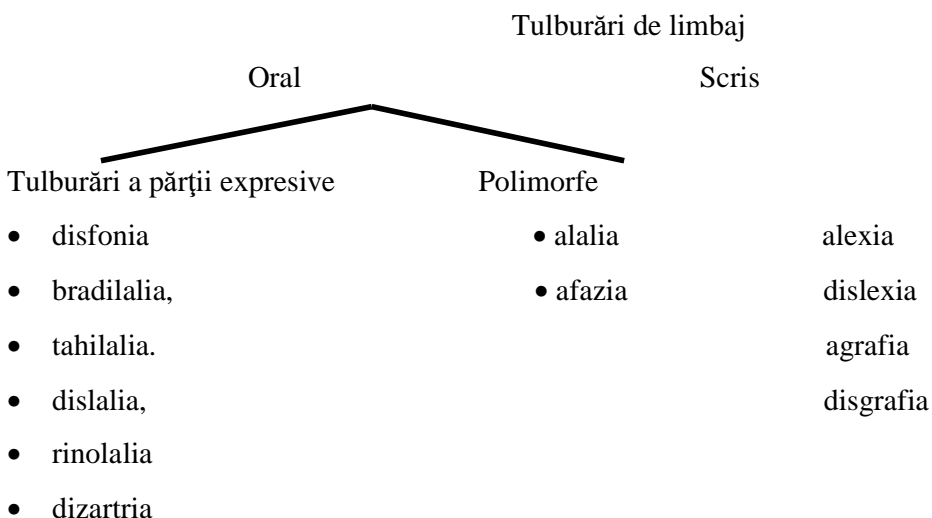 Tulburări de limbaj
Oral Scris
Tulburări a părţii expresive Polimorfe
• disfonia • alalia alexia
• bradilalia, • afazia dislexia
• tahilalia. agrafia
• dislalia, disgrafia
• rinolalia
• dizartria